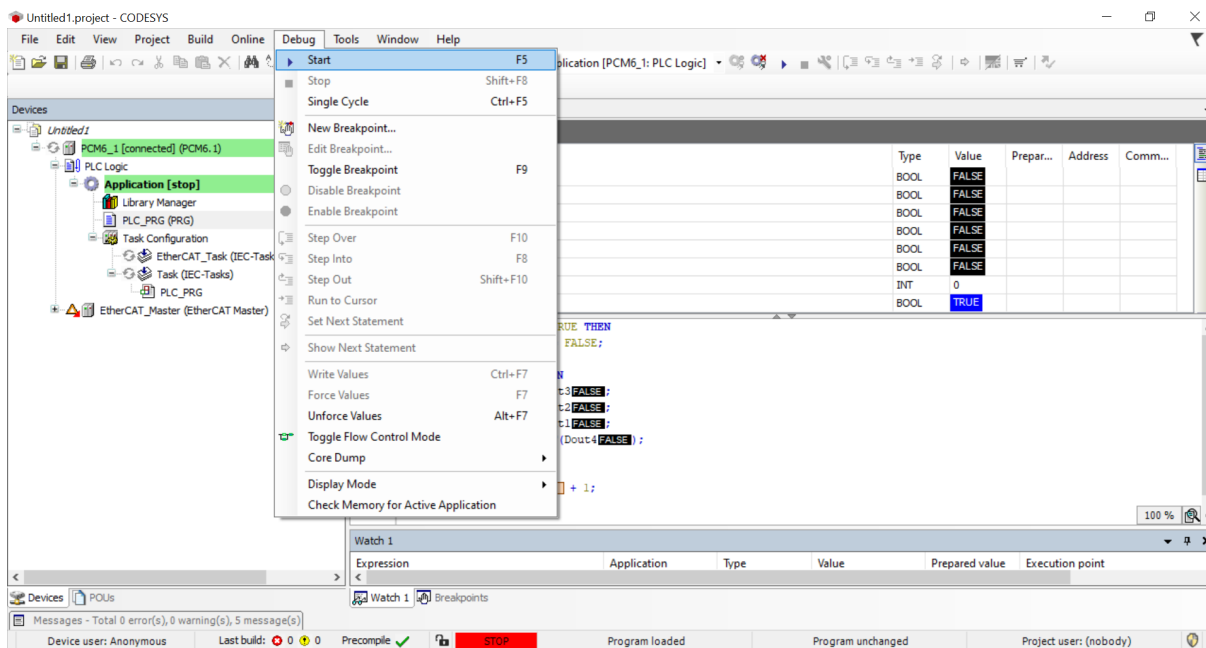 Untitled1.project - CODESYS
File Edit View Project Build Online Debug Tools Window Help
plication [PCM6_1: PLC Logic]
Start F5
Stop Shift+F8
Single Cycle Ctrl+F5
New Breakpoint...
Edit Breakpoint...
Toggle Breakpoint F9
Disable Breakpoint
Enable Breakpoint
Step Over F10
Step Into F8
Step Out Shift+F10
Run to Cursor
Set Next Statement
Show Next Statement
Write Values Ctrl+F7
Force Values F7
Unforce Values Alt+F7
Toggle Flow Control Mode
Core Dump
Display Mode
Check Memory for Active Application
Devices
Untitled1
PCM6_1 [connected] (PCM6.1)
PLC Logic
Application [stop]
Library Manager
PLC_PRG (PRG)
Task Configuration
EtherCAT_Task (IEC-Task
Task (IEC-Tasks)
PLC_PRG
EtherCAT_Master (EtherCAT Master)
Type Value Prepar... Address Comm...
BOOL FALSE
BOOL FALSE
BOOL FALSE
BOOL FALSE
BOOL FALSE
BOOL FALSE
INT 0
BOOL TRUE
RUE THEN
FALSE;
N
t3 FALSE ;
t2 FALSE ;
t1 FALSE ;
(Dout4 FALSE );
+ 1;
100 %
Watch 1
Expression Application Type Value Prepared value Execution point
Devices POUs
Watch 1 Breakpoints
Messages - Total 0 error(s), 0 warning(s), 5 message(s)
Device user: Anonymous Last build: 0 0 Precompile STOP Program loaded Program unchanged Project user: (nobody)